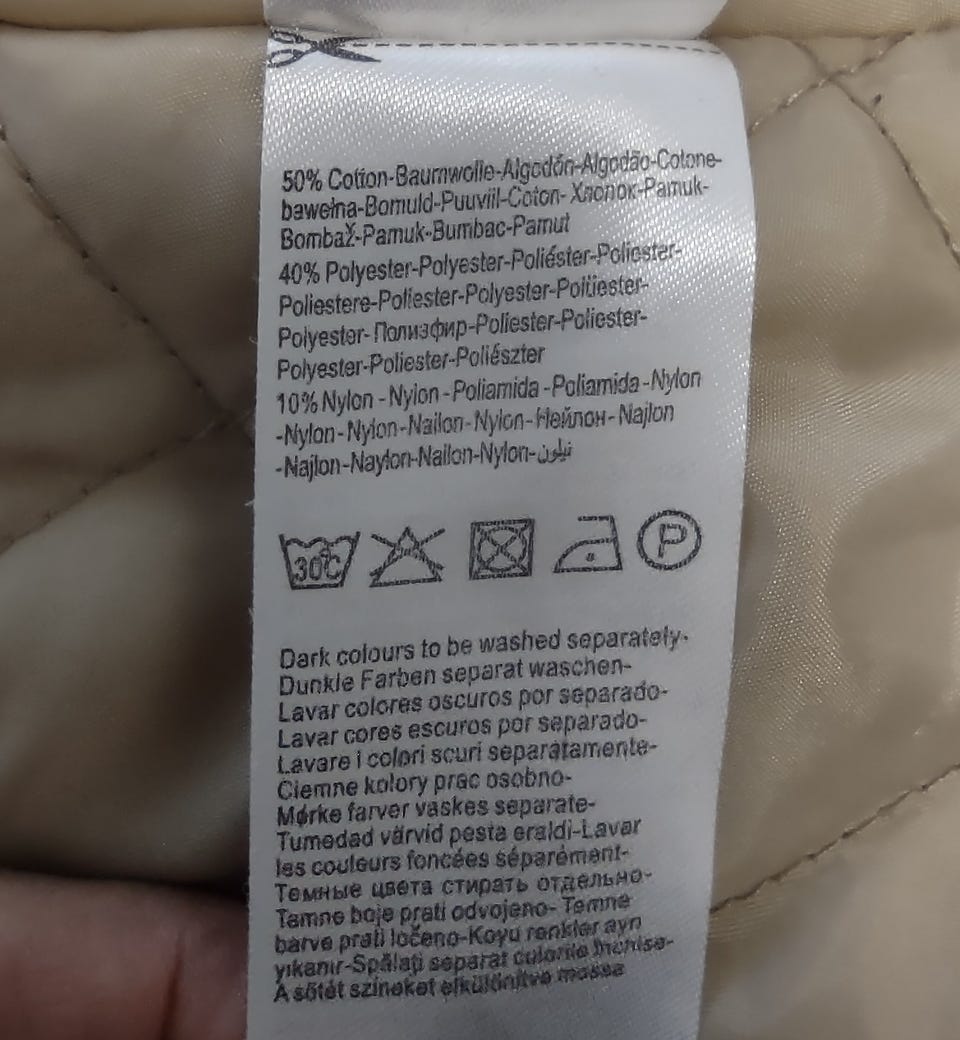 50% Cotton-Baumwolle-Algodón-Algodão-Cotone-
bawełna-Bomuld-Puuviil-Coton- Хлопок-Pamuk-
Bombaž-Pamuk-Bumbac-Pamut
40% Polyester-Polyester-Poliéster-Poliester-
Poliestere-Poliester-Polyester-Polüester-
Polyester-Полиэфир-Poliester-Poliester-
Polyester-Poliester-Poliészter
10% Nylon -Nylon -Poliamida -Poliamida -Nylon
-Nylon-Nylon-Nailon-Nylon-Нейлон-Najlon
-Najlon-Naylon-Nailon-Nylon-نيلون
30°C P
Dark colours to be washed separately-
Dunkle Farben separat waschen-
Lavar colores oscuros por separado-
Lavar cores escuros por separado-
Lavare i colori scuri separatamente-
Ciemne kolory prac osobno-
Mørke farver vaskes separate-
Tumedad värvid pesta eraldi-Lavar
les couleurs foncées séparément-
Темные цвета стирать отдельно-
Tamne boje prati odvojeno- Temne
barve prati ločeno-Koyu renkler ayn
yıkanır-Spălaţi separat culorile închise-
A sötét színeket elkülönítve mossa